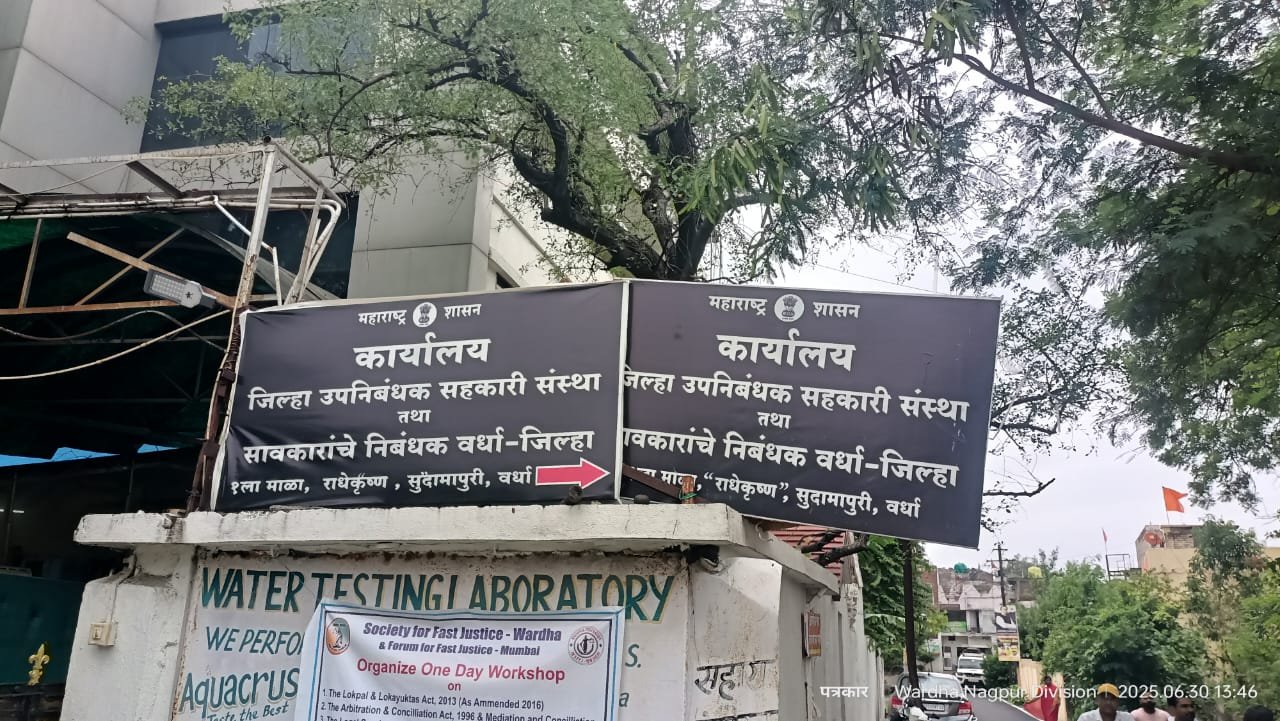 महाराष्ट्र शासन
कार्यालय
जिल्हा उपनिबंधक सहकारी संस्था
तथा
सावकारांचे निबंधक वर्धा-जिल्हा
१ला माळा, राधेकृष्ण , सुदामापुरी, वर्धा
महाराष्ट्र शासन
कार्यालय
जिल्हा उपनिबंधक सहकारी संस्था
तथा
सावकारांचे निबंधक वर्धा-जिल्हा
"राधेकृष्ण", सुदामापुरी, वर्धा
WATER TESTING LABORATORY
WE
Aquacrus
Taste the Best
Society for Fast Justice - Wardha
& Forum for Fast Justice - Mumbai
Organize One Day Workshop
on
1. The Lokpal & Lokayuktas Act, 2013 (As Ammended 2016)
2. The Arbitration & Concilliation Act, 1996 & Mediation and
पत्रकार
Wardha,Nagpur Division 2025.06.30 13:46